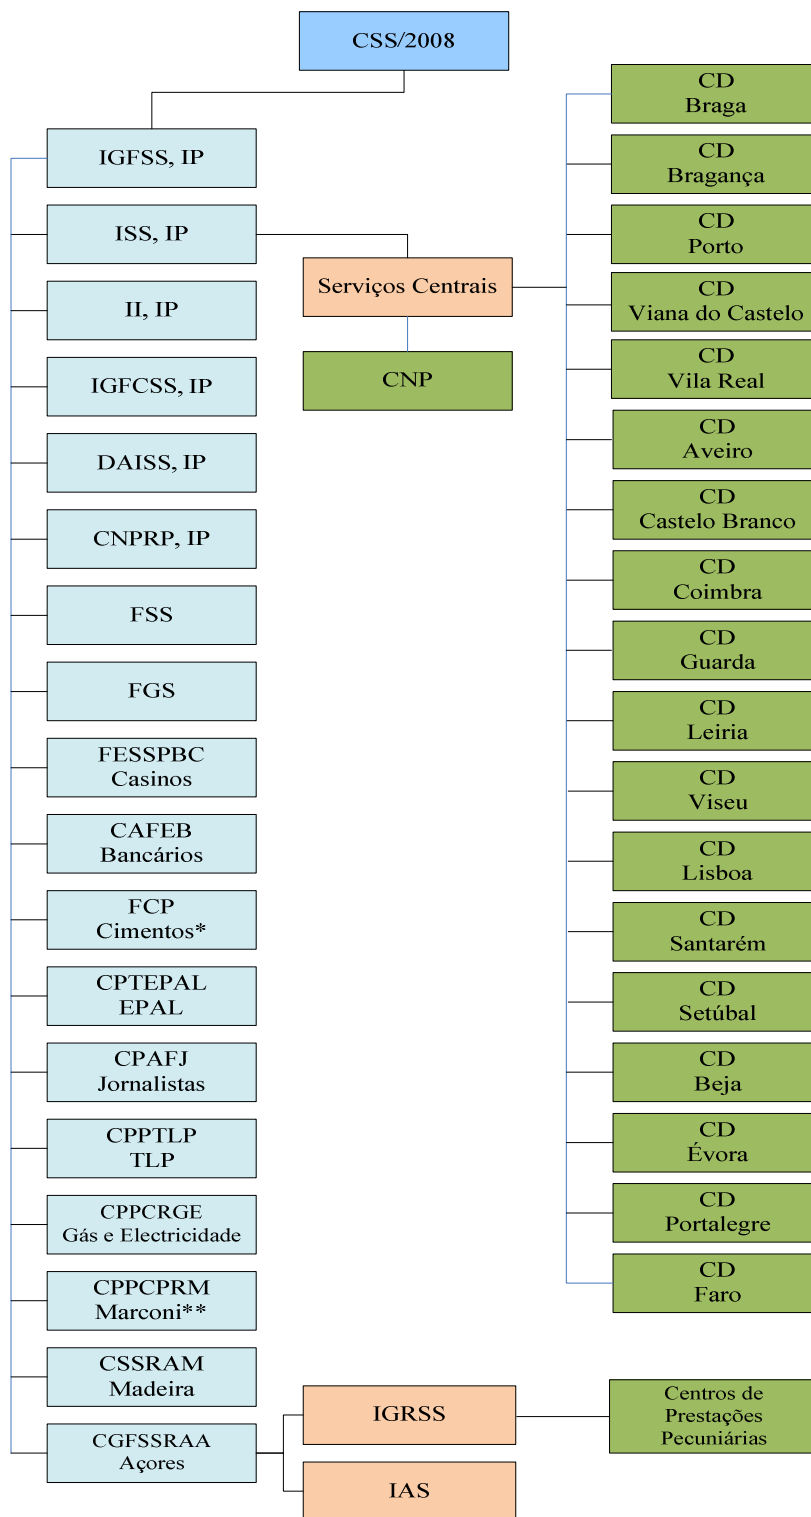 CSS/2008
IGFSS, IP
ISS, IP
II, IP
IGFCSS, IP
DAISS, IP
CNPRP, IP
FSS
FGS
FESSPBC
Casinos
CAFEB
Bancários
FCP
Cimentos*
CPTEPAL
EPAL
CPAFJ
Jornalistas
CPPTLP
TLP
CPPCRGE
Gás e Electricidade
CPPCPRM
Marconi**
CSSRAM
Madeira
CGFSSRAA
Açores
Serviços Centrais
CNP
IGRSS
IAS
CD
Braga
CD
Bragança
CD
Porto
CD
Viana do Castelo
CD
Vila Real
CD
Aveiro
CD
Castelo Branco
CD
Coimbra
CD
Guarda
CD
Leiria
CD
Viseu
CD
Lisboa
CD
Santarém
CD
Setúbal
CD
Beja
CD
Évora
CD
Portalegre
CD
Faro
Centros de
Prestações
Pecuniárias